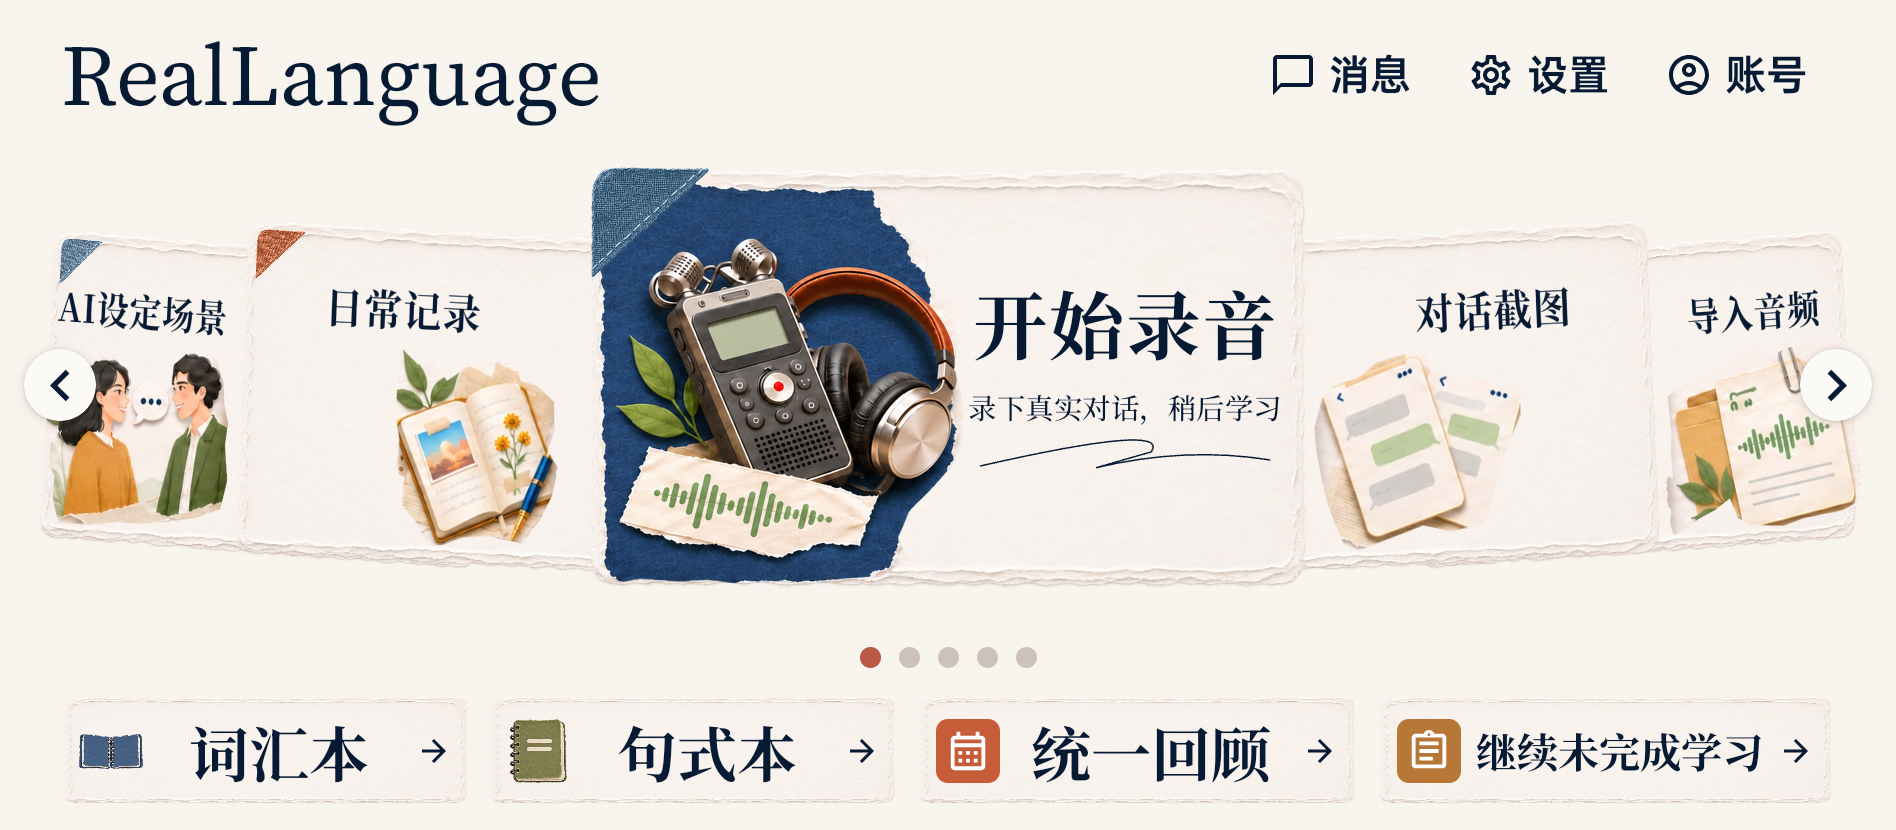 RealLanguage
消息
设置
账号
AI设定场景
日常记录
开始录音
录下真实对话，稍后学习
对话截图
导入音频
词汇本
句式本
统一回顾
继续未完成学习